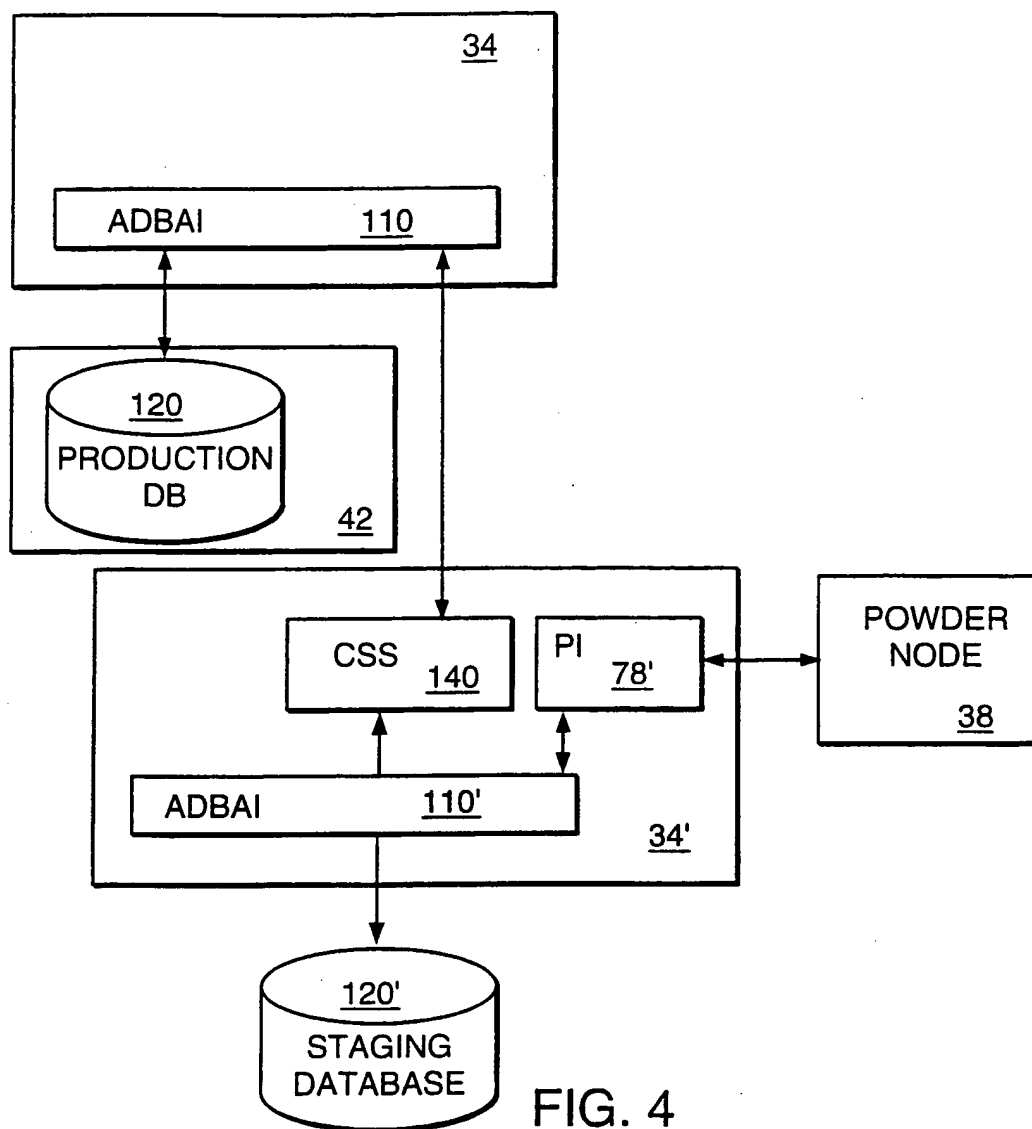 34
ADBAI 110
120
PRODUCTION
DB
42
CSS
140
PI
78'
POWDER
NODE
38
ADBAI 110'
34'
120'
STAGING
DATABASE
FIG. 4